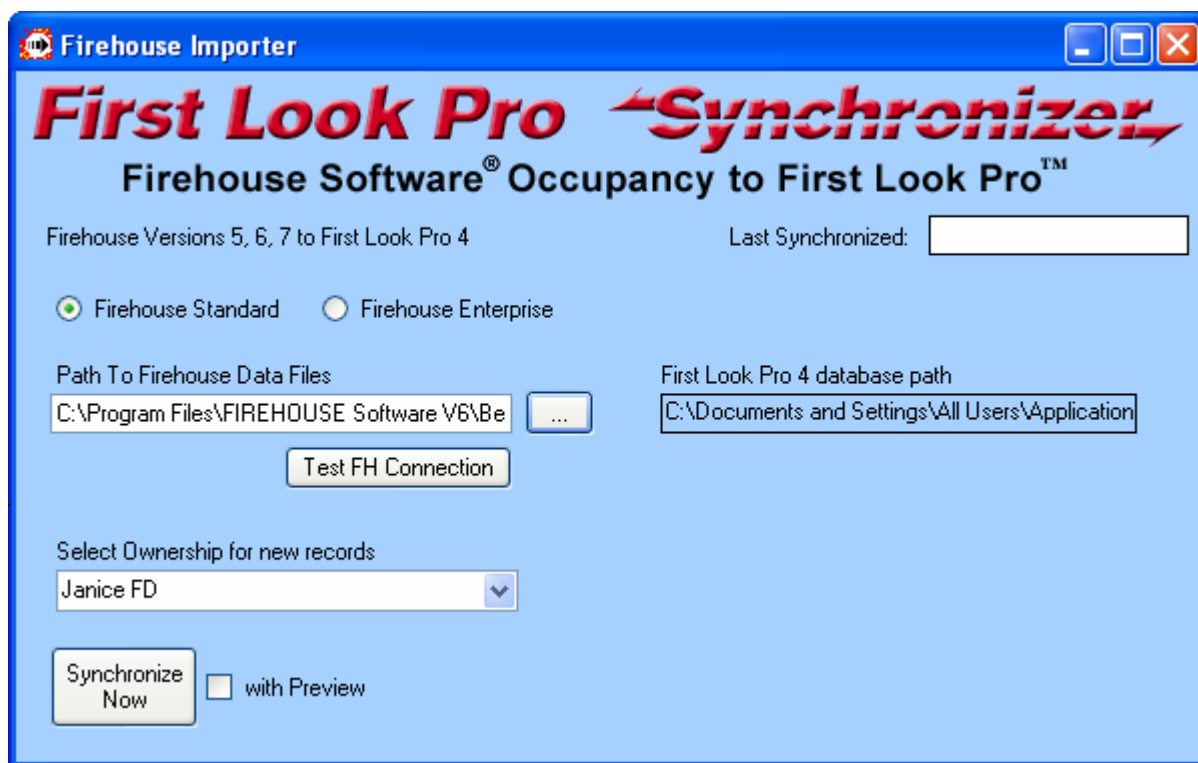 Firehouse Importer
First Look Pro Synchronizer
Firehouse Software® Occupancy to First Look Pro™
Firehouse Versions 5, 6, 7 to First Look Pro 4 Last Synchronized:
Firehouse Standard Firehouse Enterprise
Path To Firehouse Data Files First Look Pro 4 database path
C:\Program Files\FIREHOUSE Software V6\Be ... C:\Documents and Settings\All Users\Application
Test FH Connection
Select Ownership for new records
Janice FD
Synchronize
Now with Preview